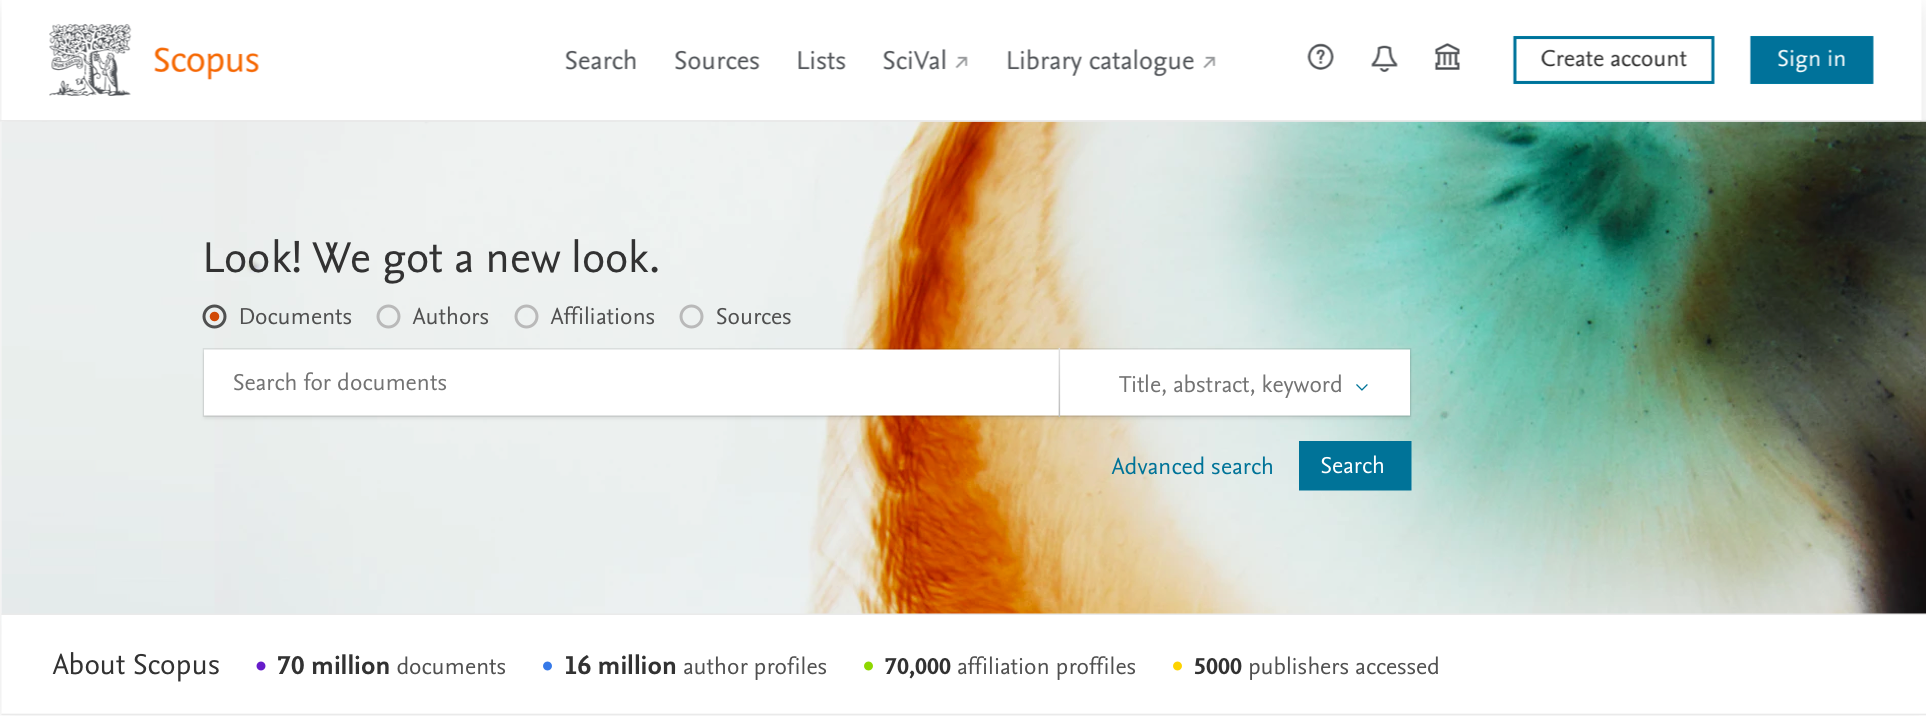 Scopus
Search Sources Lists SciVal Library catalogue
Create account
Sign in
Look! We got a new look.
Documents Authors Affiliations Sources
Search for documents
Title, abstract, keyword
Advanced search
Search
About Scopus 70 million documents 16 million author profiles 70,000 affiliation proffiles 5000 publishers accessed